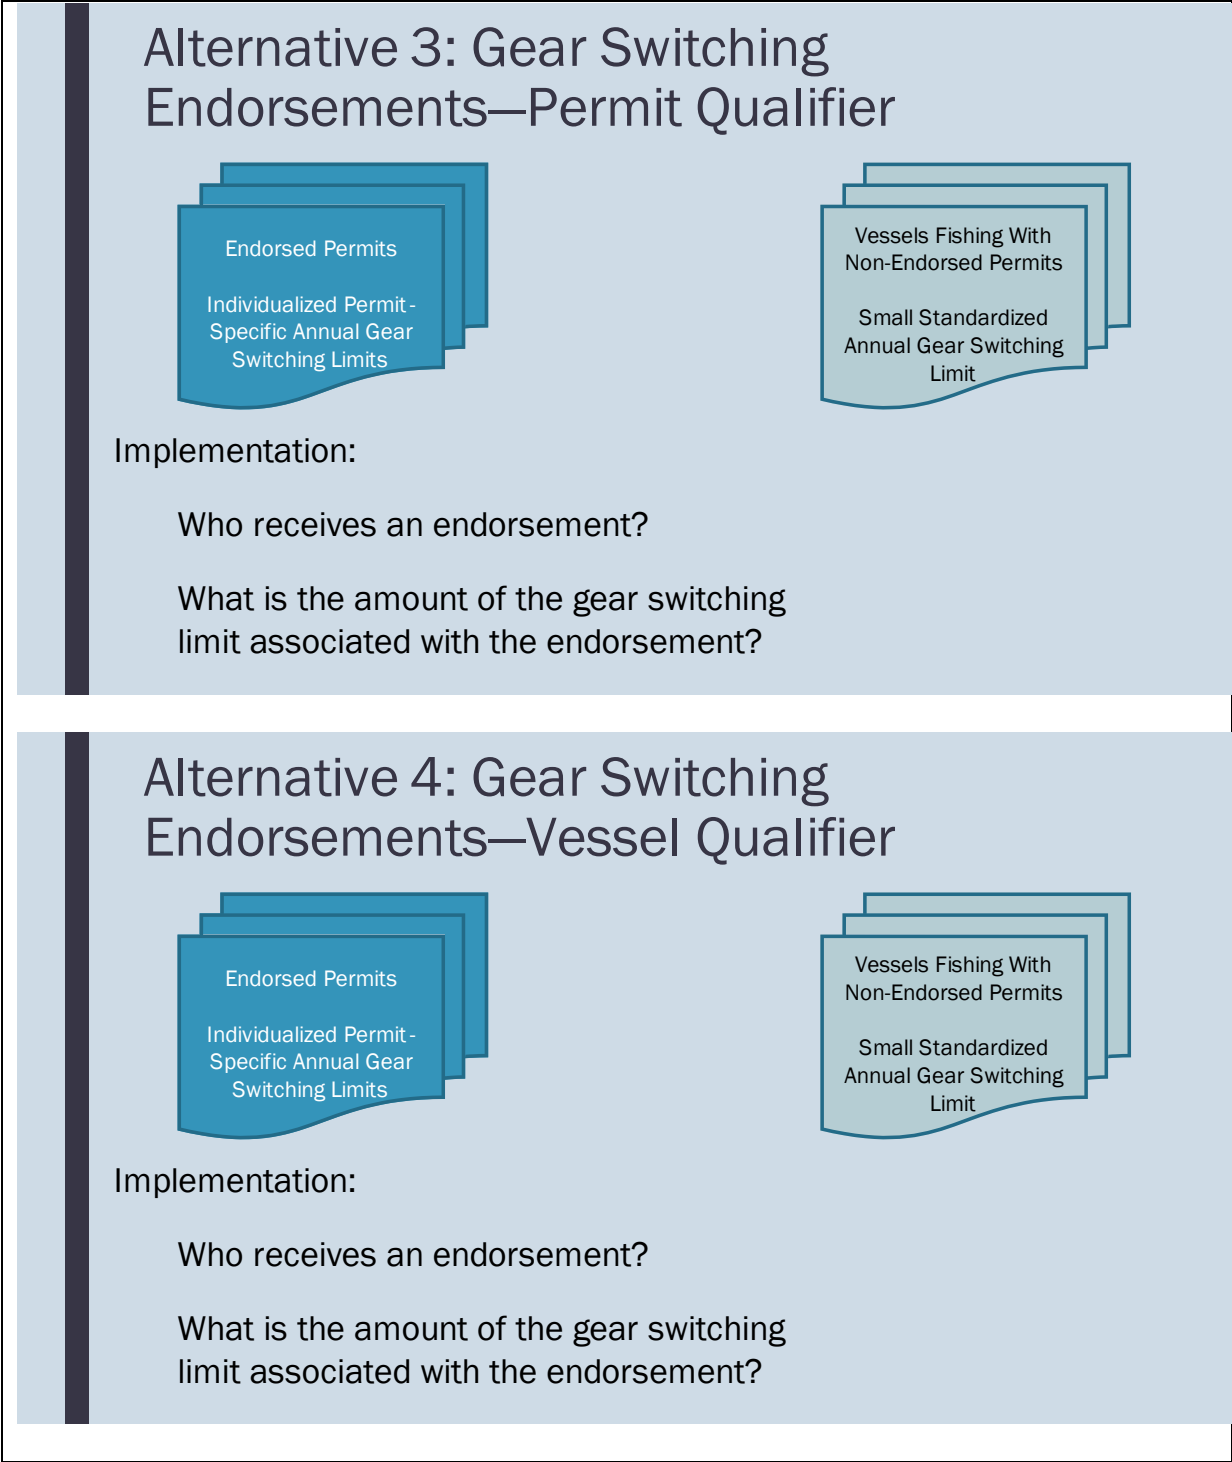 Alternative 3: Gear Switching
Endorsements—Permit Qualifier
Endorsed Permits
Individualized Permit-
Specific Annual Gear
Switching Limits
Vessels Fishing With
Non-Endorsed Permits
Small Standardized
Annual Gear Switching
Limit
Implementation:
Who receives an endorsement?
What is the amount of the gear switching
limit associated with the endorsement?
Alternative 4: Gear Switching
Endorsements—Vessel Qualifier
Endorsed Permits
Individualized Permit-
Specific Annual Gear
Switching Limits
Vessels Fishing With
Non-Endorsed Permits
Small Standardized
Annual Gear Switching
Limit
Implementation:
Who receives an endorsement?
What is the amount of the gear switching
limit associated with the endorsement?